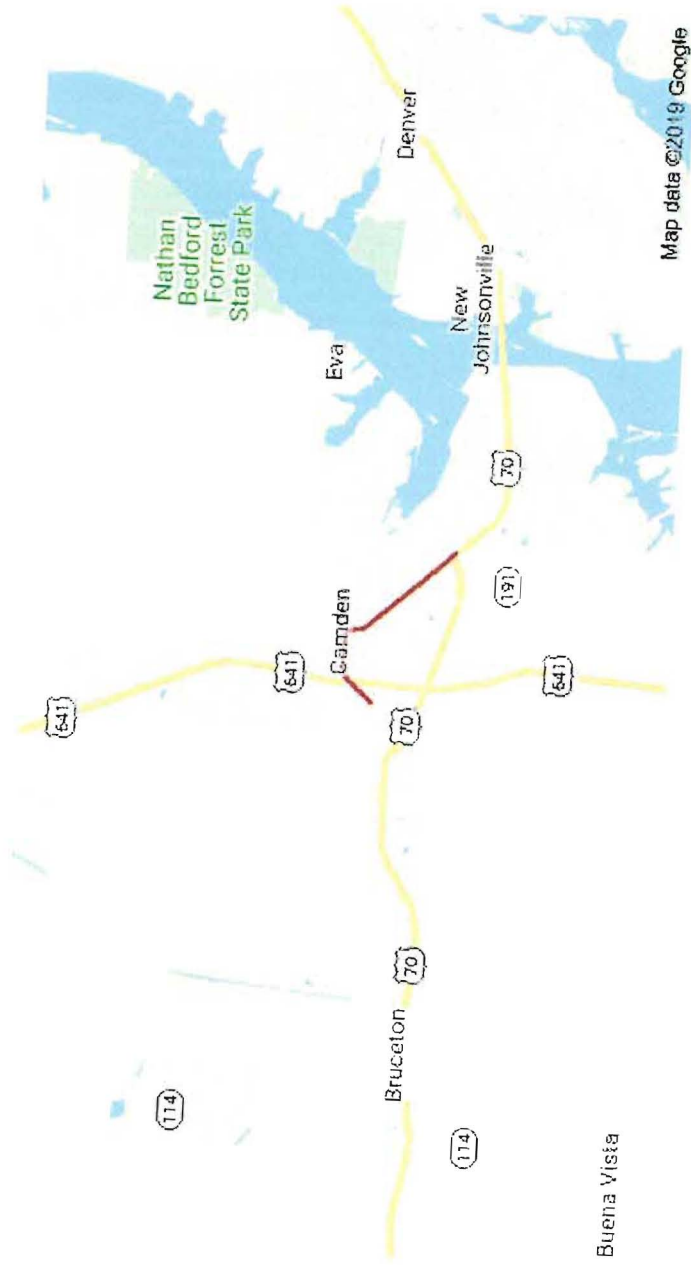 641
114
Nathan
Bedford
Forrest
State Park
641
Eva
Camden
Bruceton
70
70
Denver
114
New
Johnsonville
191
70
641
Buena Vista
Map data ©2019 Google